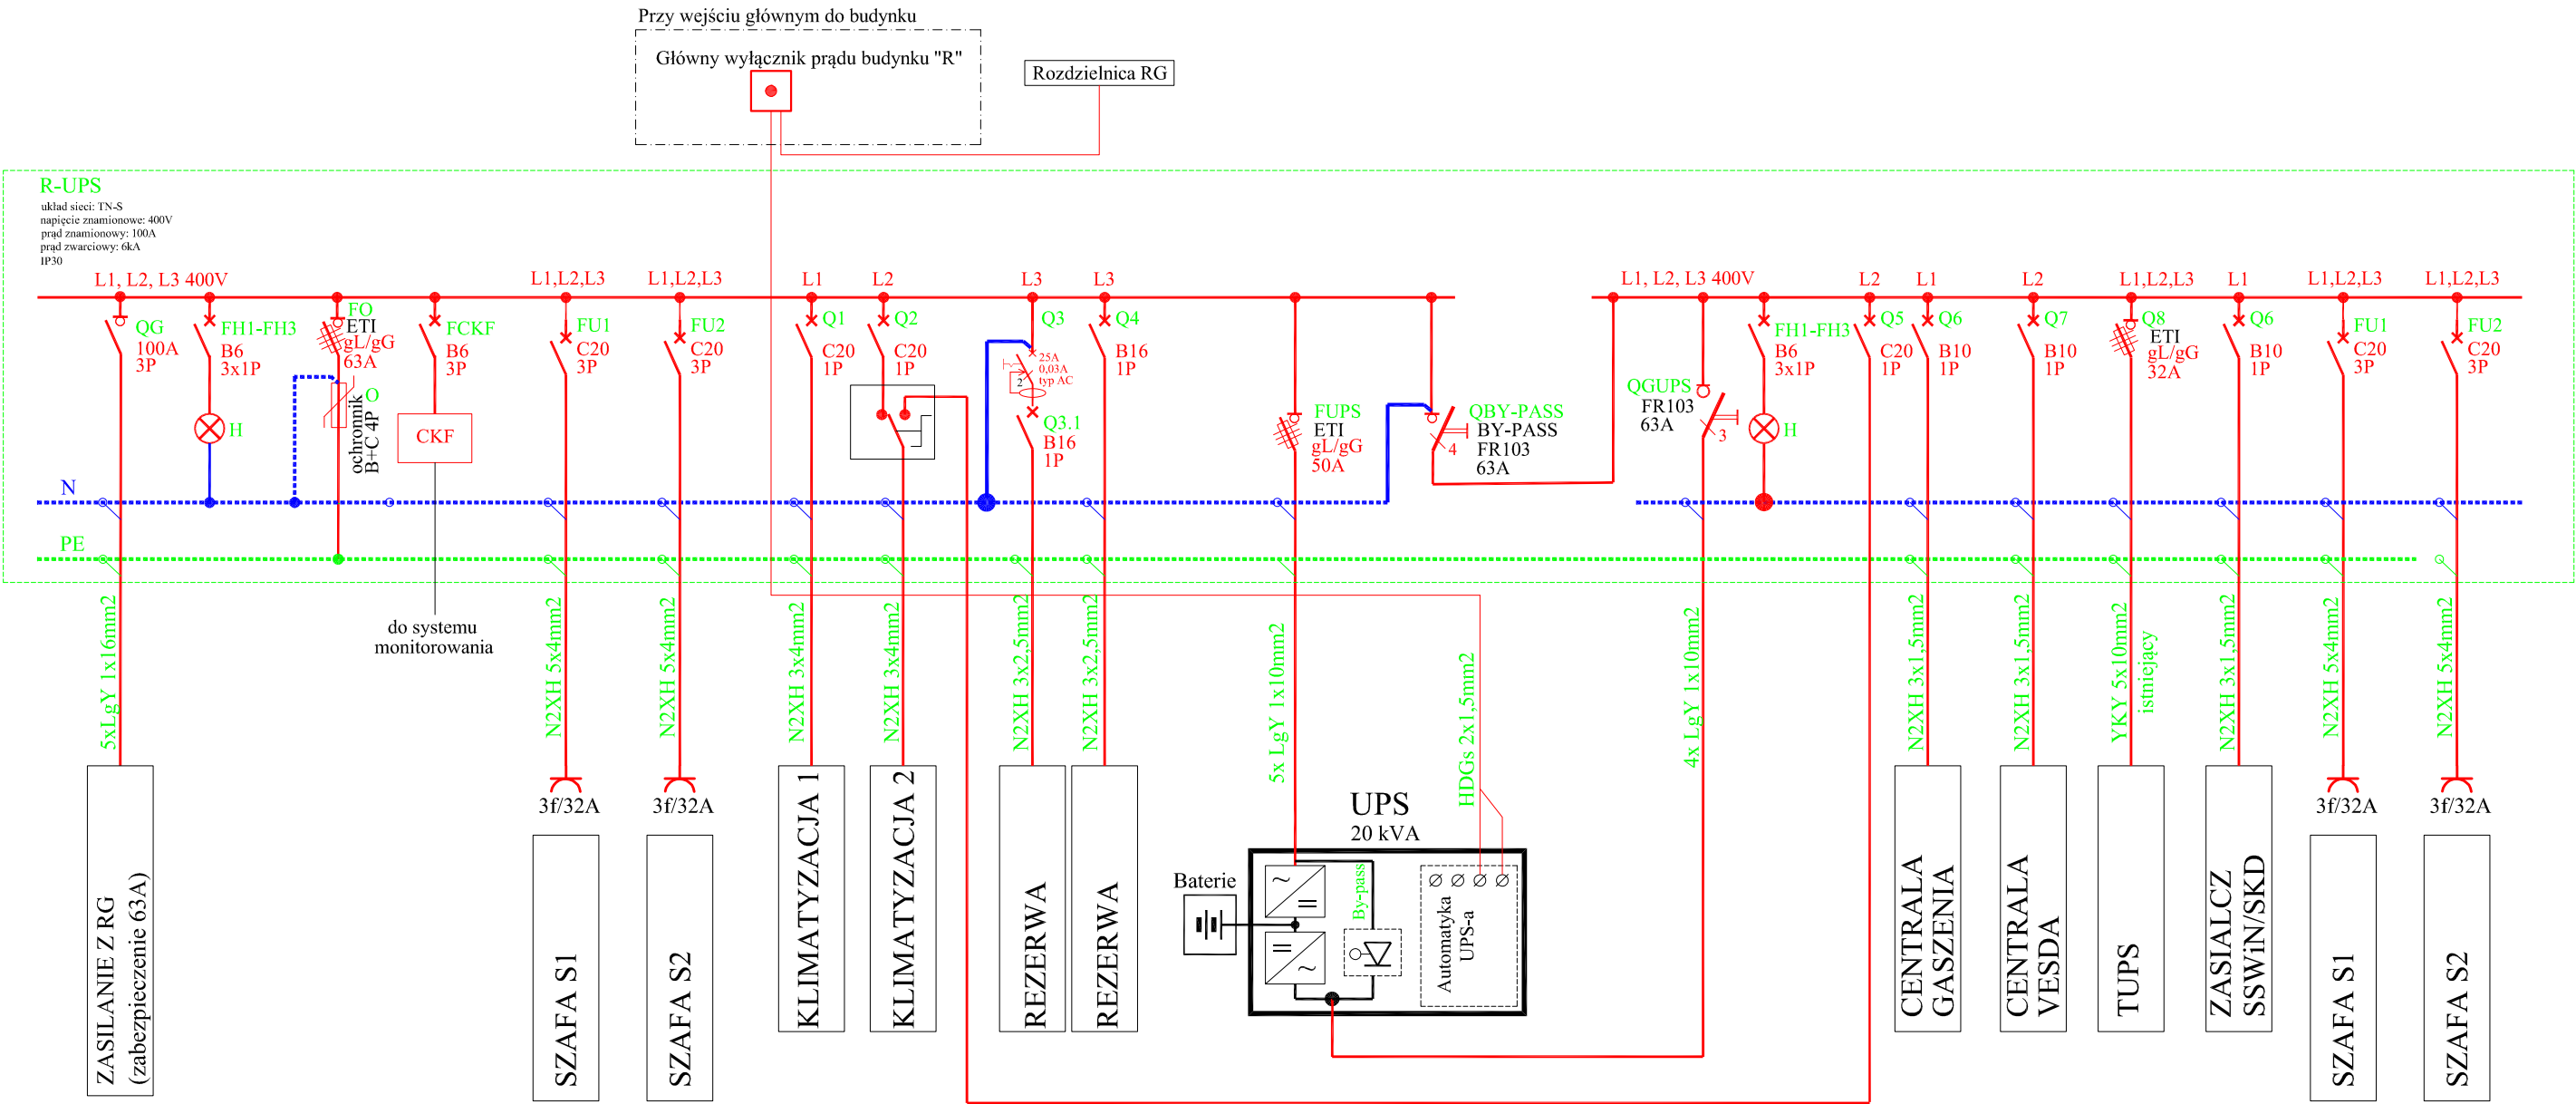 Przy wejściu głównym do budynku
Główny wyłącznik prądu budynku "R"
Rozdzielnica RG
R-UPS
układ sieci: TN-S
napięcie znamionowe: 400V
prąd znamionowy: 100A
prąd zwarciowy: 6kA
IP30
L1, L2, L3 400V
L1,L2,L3
L1,L2,L3
L1
L2
L3
L3
L1, L2, L3 400V
L2
L1
L2
L1,L2,L3
L1
L1,L2,L3
L1,L2,L3
QG
100A
3P
FH1-FH3
B6
3x1P
H
FO
ETI
gL/gG
63A
O
ochronnik
B+C 4P
FCKF
B6
3P
CKF
FU1
C20
3P
FU2
C20
3P
Q1
C20
1P
Q2
C20
1P
Q3
25A
0,03A
typ AC
2
Q3.1
B16
1P
Q4
B16
1P
FUPS
ETI
gL/gG
50A
QBY-PASS
BY-PASS
FR103
63A
4
QGUPS
FR103
63A
3
FH1-FH3
B6
3x1P
H
Q5
C20
1P
Q6
B10
1P
Q7
B10
1P
Q8
ETI
gL/gG
32A
Q6
B10
1P
FU1
C20
3P
FU2
C20
3P
N
PE
do systemu
monitorowania
5xLgY 1x16mm2
N2XH 5x4mm2
N2XH 5x4mm2
N2XH 3x4mm2
N2XH 3x4mm2
N2XH 3x2,5mm2
N2XH 3x2,5mm2
5x LgY 1x10mm2
HDGs 2x1,5mm2
4x LgY 1x10mm2
N2XH 3x1,5mm2
N2XH 3x1,5mm2
YKY 5x10mm2
istniejący
N2XH 3x1,5mm2
N2XH 5x4mm2
N2XH 5x4mm2
3f/32A
3f/32A
3f/32A
3f/32A
ZASILANIE Z RG
(zabezpieczenie 63A)
SZAFA S1
SZAFA S2
KLIMATYZACJA 1
KLIMATYZACJA 2
REZERWA
REZERWA
UPS
20 kVA
Baterie
By-pass
Automatyka
UPS-a
CENTRALA
GASZENIA
CENTRALA
VESDA
TUPS
ZASIALCZ
SSWiN/SKD
SZAFA S1
SZAFA S2